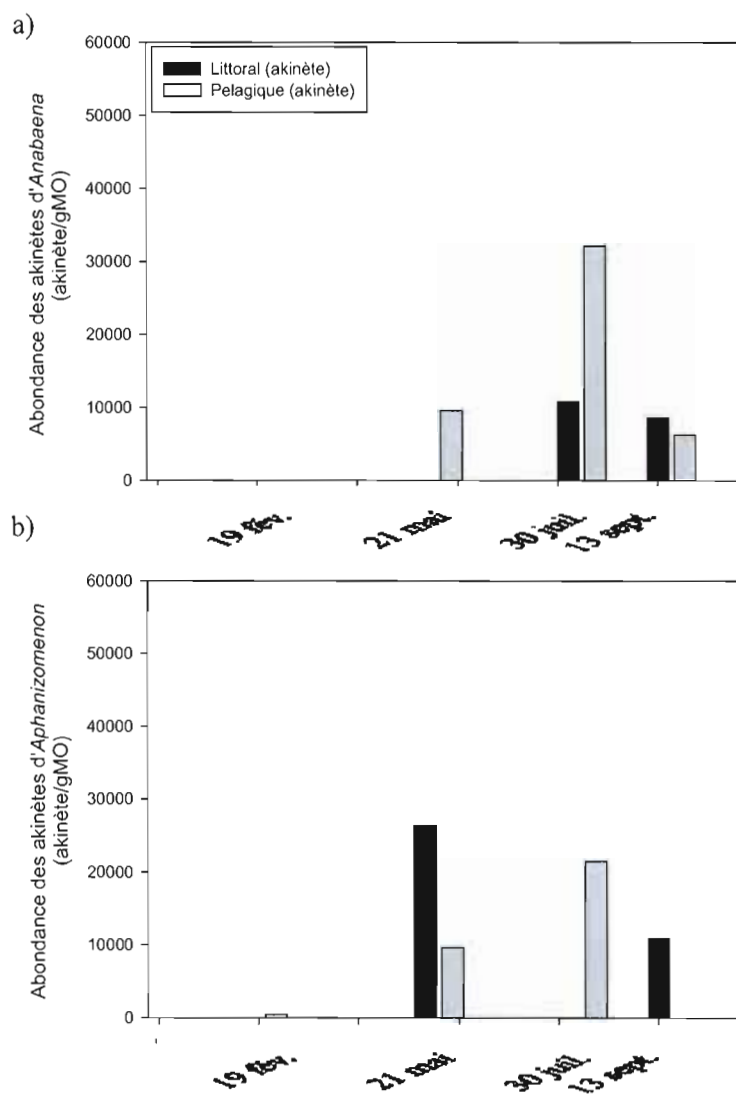 a)
60000
50000
40000
30000
20000
10000
0
Abondance des akinètes d'Anabaena
(akinète/gMO)
Littoral (akinète)
Pelagique (akinète)
19 fév.
21 mai
30 juil.
13 sept.
b)
60000
50000
40000
30000
20000
10000
0
Abondance des akinètes d'Aphanizomenon
(akinète/gMO)
19 fév.
21 mai
30 juil.
13 sept.